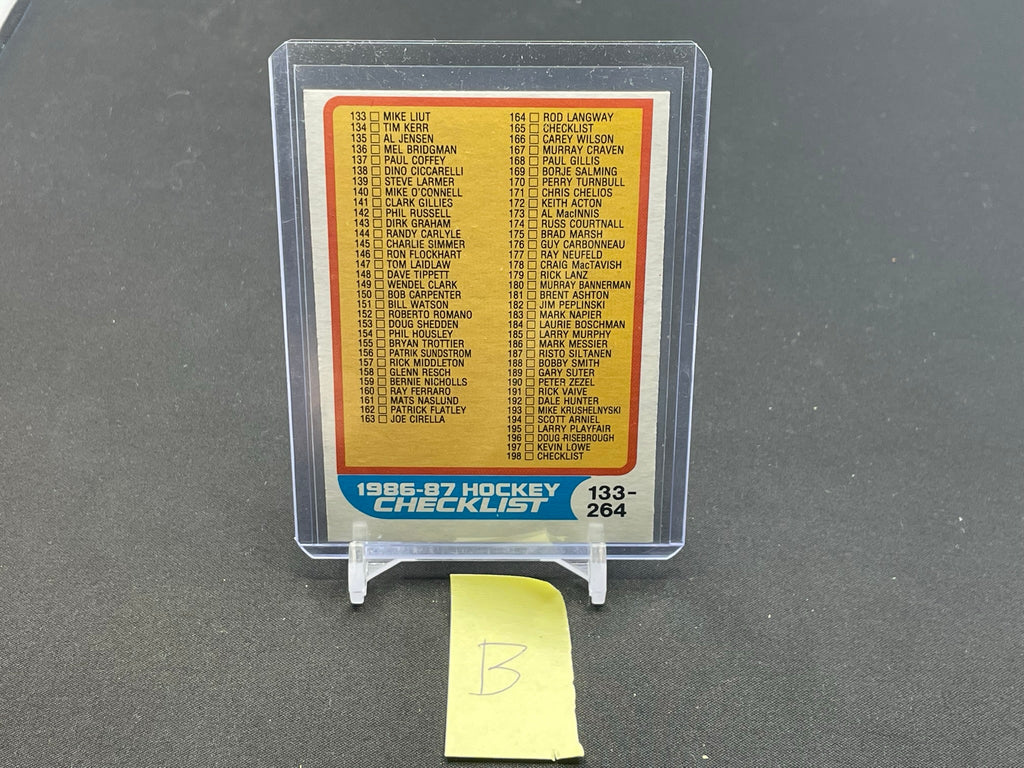 133 MIKE LIUT
134 TIM KERR
135 AL JENSEN
136 MEL BRIDGMAN
137 PAUL COFFEY
138 DINO CICCARELLI
139 STEVE LARMER
140 MIKE O'CONNELL
141 CLARK GILLIES
142 PHIL RUSSELL
143 DIRK GRAHAM
144 RANDY CARLYLE
145 CHARLIE SIMMER
146 RON FLOCKHART
147 TOM LAIDLAW
148 DAVE TIPPETT
149 WENDEL CLARK
150 BOB CARPENTER
151 BILL WATSON
152 ROBERTO ROMANO
153 DOUG SHEDDEN
154 PHIL HOUSLEY
155 BRYAN TROTTIER
156 PATRIK SUNDSTROM
157 RICK MIDDLETON
158 GLENN RESCH
159 BERNIE NICHOLLS
160 RAY FERRARO
161 MATS NASLUND
162 PATRICK FLATLEY
163 JOE CIRELLA
164 ROD LANGWAY
165 CHECKLIST
166 CAREY WILSON
167 MURRAY CRAVEN
168 PAUL GILLIS
169 BORJE SALMING
170 PERRY TURNBULL
171 CHRIS CHELIOS
172 KEITH ACTON
173 AL MacINNIS
174 RUSS COURTNALL
175 BRAD MARSH
176 GUY CARBONNEAU
177 RAY NEUFELD
178 CRAIG MacTAVISH
179 RICK LANZ
180 MURRAY BANNERMAN
181 BRENT ASHTON
182 JIM PEPLINSKI
183 MARK NAPIER
184 LAURIE BOSCHMAN
185 LARRY MURPHY
186 MARK MESSIER
187 RISTO SILTANEN
188 BOBBY SMITH
189 GARY SUTER
190 PETER ZEZEL
191 RICK VAIVE
192 DALE HUNTER
193 MIKE KRUSHELNYSKI
194 SCOTT ARNIEL
195 LARRY PLAYFAIR
196 DOUG RISEBROUGH
197 KEVIN LOWE
198 CHECKLIST
1986-87 HOCKEY
CHECKLIST
133-
264
B